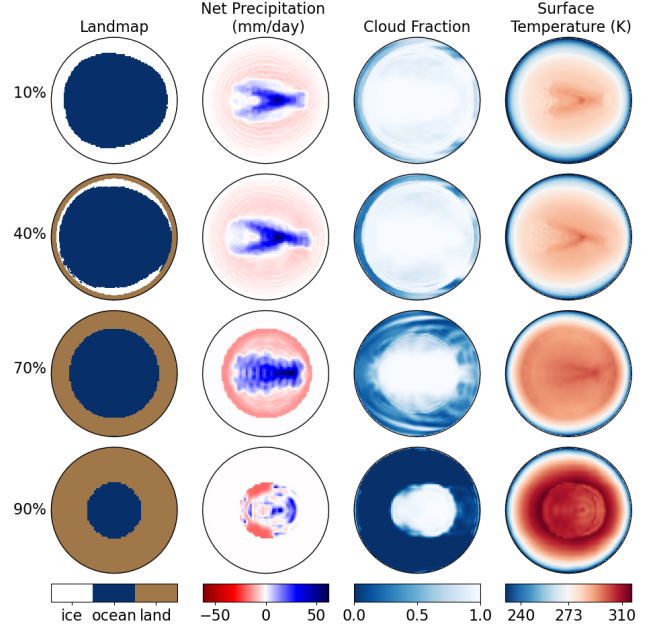 Landmap
Net Precipitation
(mm/day)
Cloud Fraction
Surface
Temperature (K)
10%
40%
70%
90%
ice ocean land
−50 0 50
0.0 0.5 1.0
240 273 310